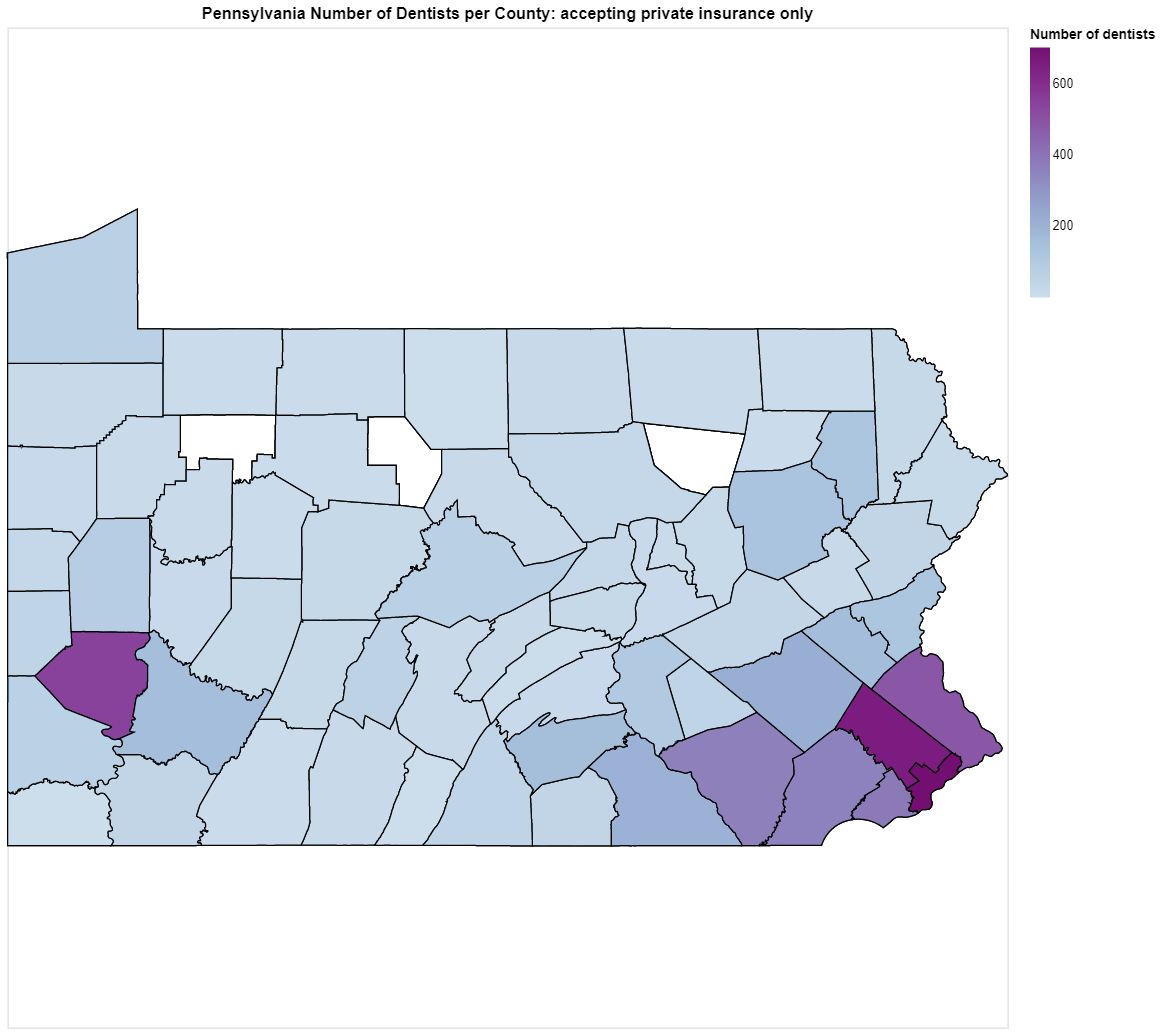 Pennsylvania Number of Dentists per County: accepting private insurance only
Number of dentists
600
400
200